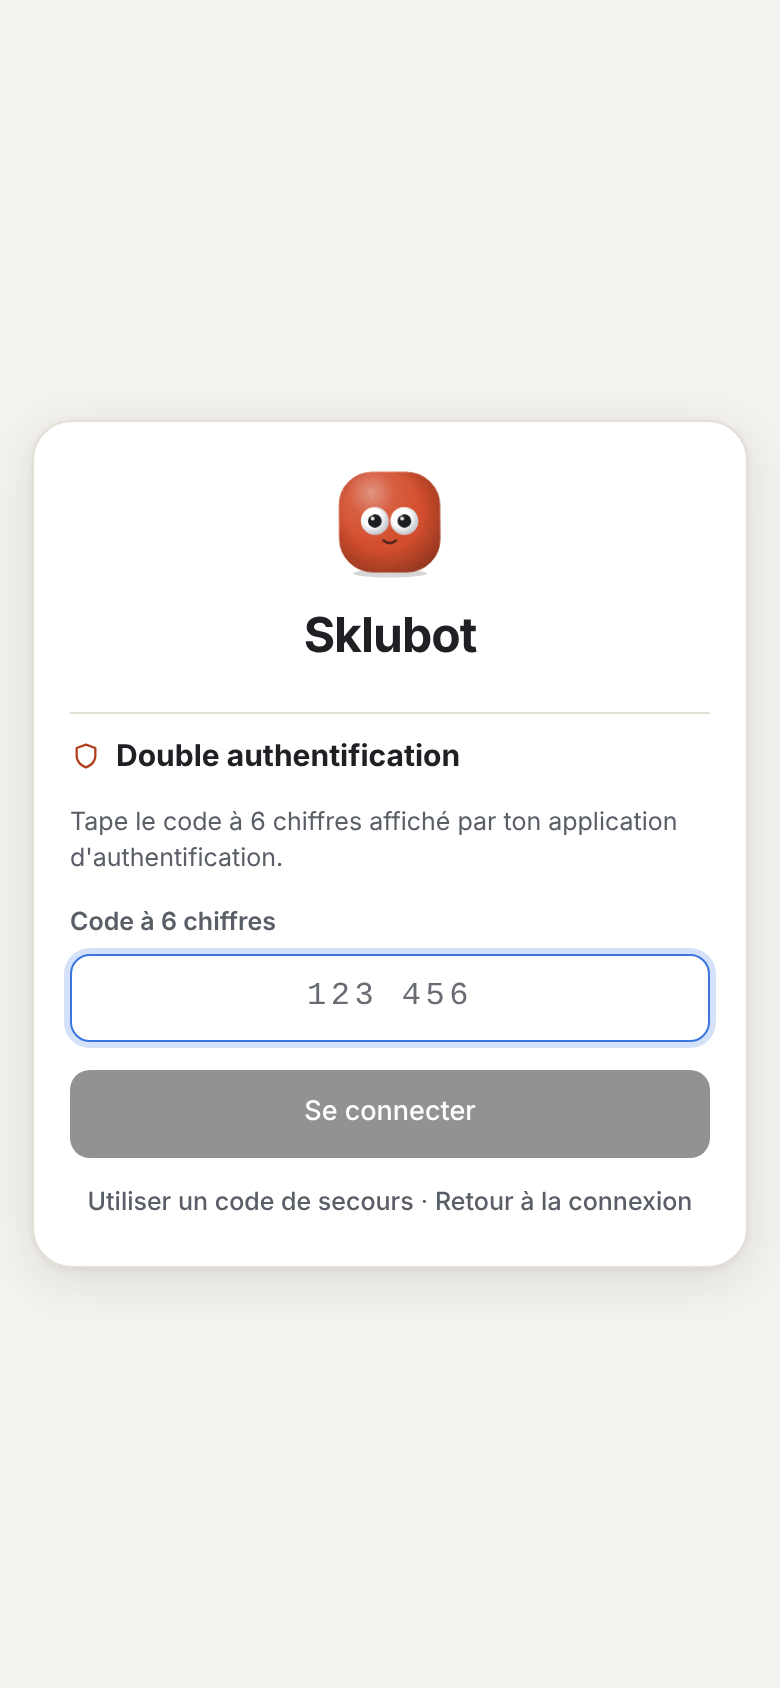 Sklubot
Double authentification
Tape le code à 6 chiffres affiché par ton application
d'authentification.
Code à 6 chiffres
123 456
Se connecter
Utiliser un code de secours · Retour à la connexion